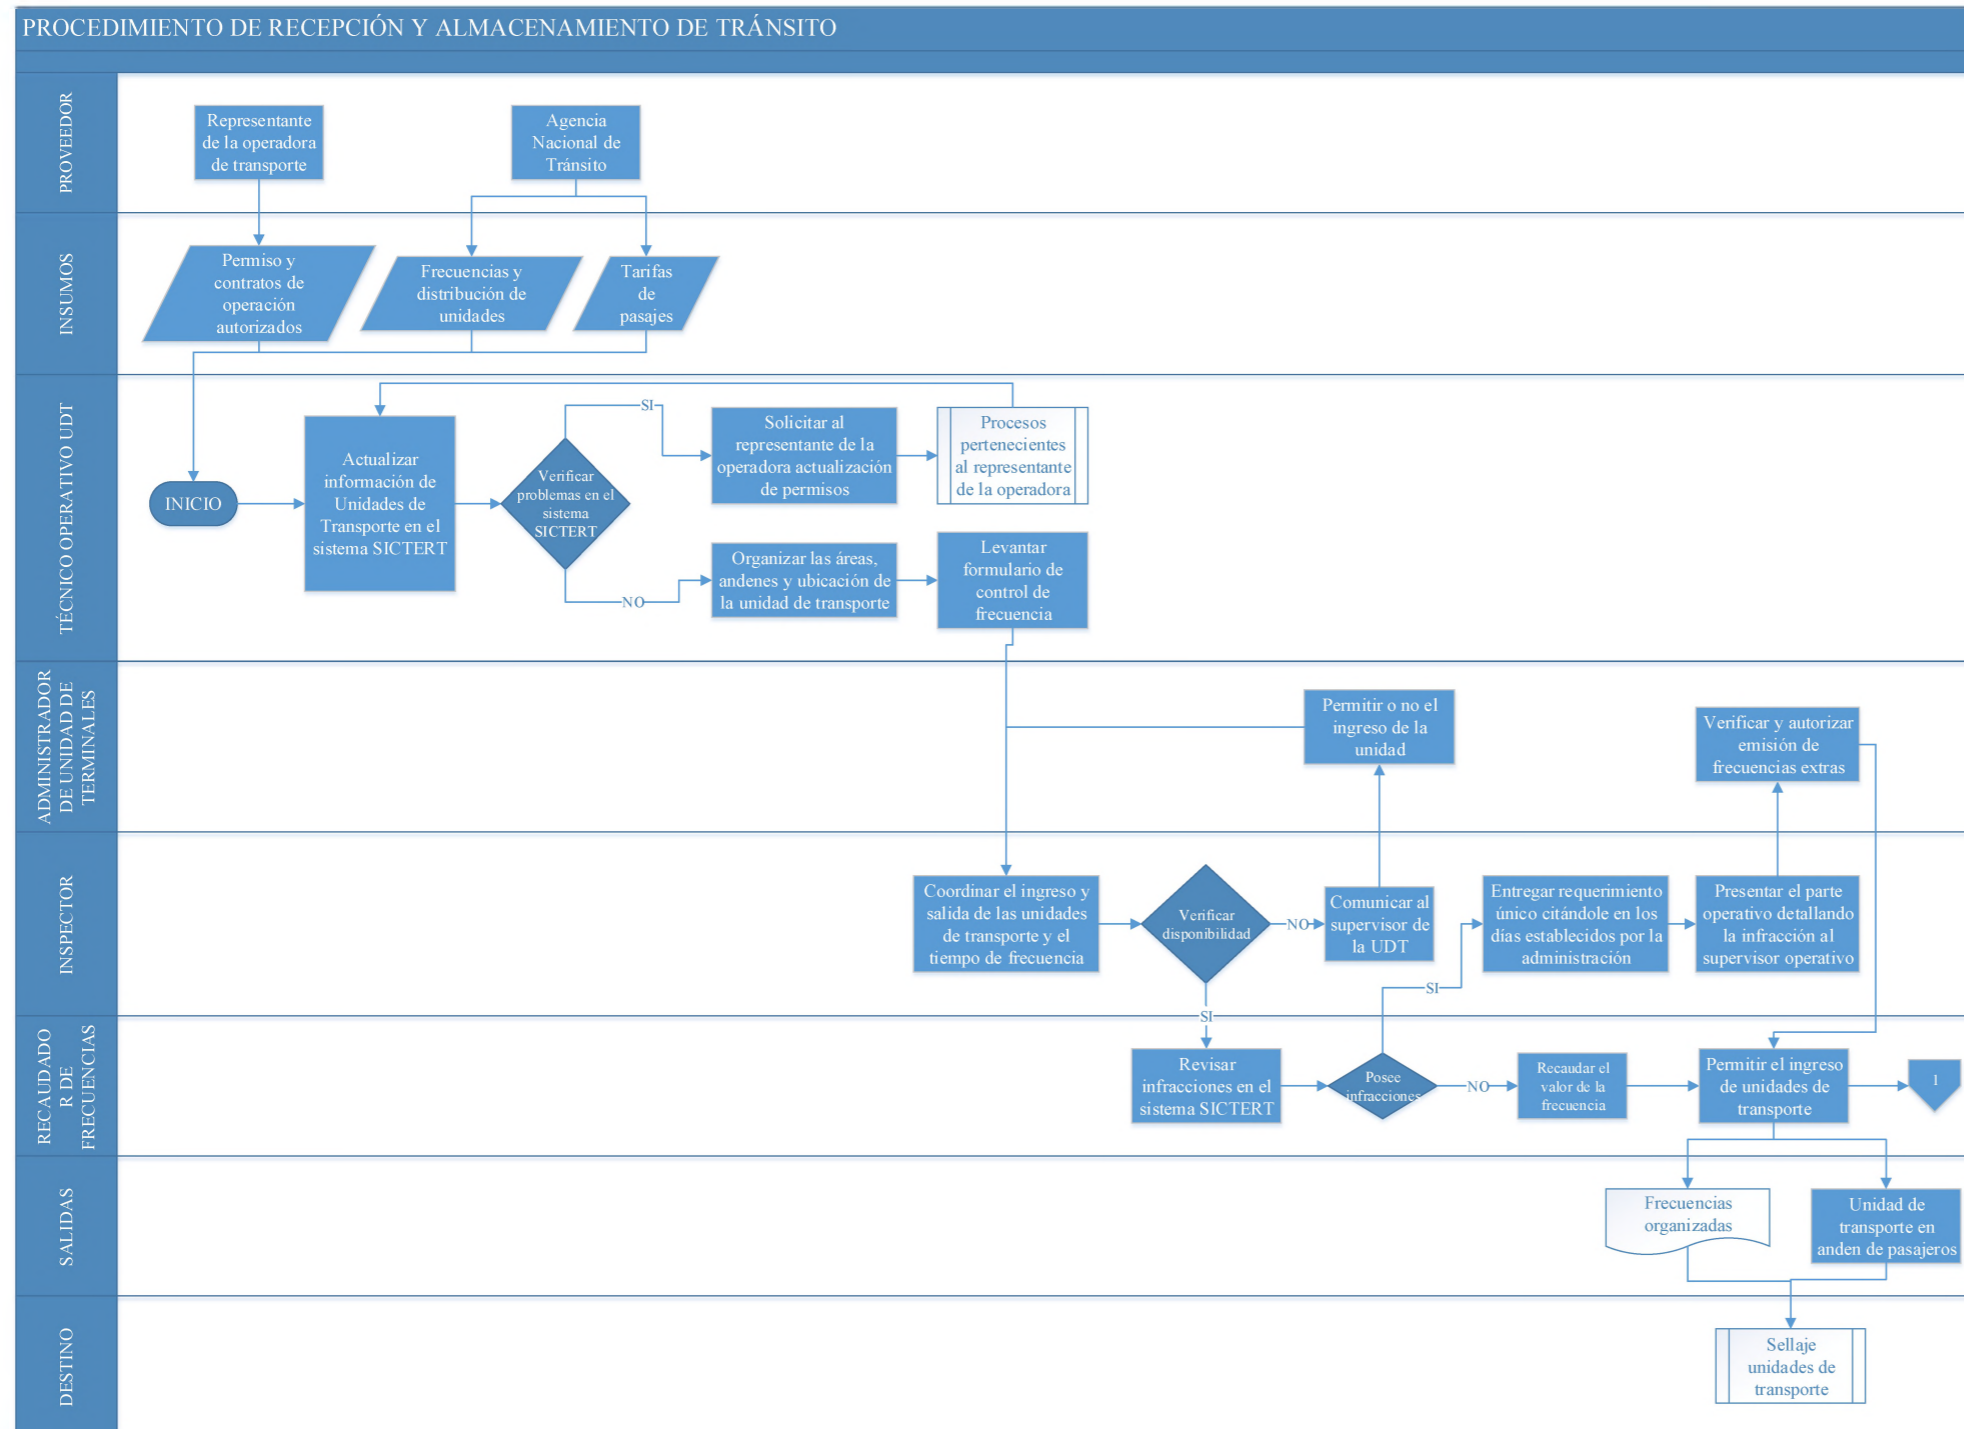 PROCEDIMIENTO DE RECEPCIÓN Y ALMACENAMIENTO DE TRÁNSITO
PROVEEDOR
Representante
de la operadora
de transporte
Agencia
Nacional de
Tránsito
INSUMOS
Permiso y
contratos de
operación
autorizados
Frecuencias y
distribución de
unidades
Tarifas
de
pasajes
TÉCNICO OPERATIVO UDT
INICIO
Actualizar
información de
Unidades de
Transporte en el
sistema SICTERT
Verificar
problemas en el
sistema
SICTERT
SI
Solicitar al
representante de la
operadora actualización
de permisos
Procesos
pertenecientes
al representante
de la operadora
NO
Organizar las áreas,
andenes y ubicación de
la unidad de transporte
Levantar
formulario de
control de
frecuencia
ADMINISTRADOR
DE UNIDAD DE
TERMINALES
Permitir o no el
ingreso de la
unidad
Verificar y autorizar
emisión de
frecuencias extras
INSPECTOR
Coordinar el ingreso y
salida de las unidades
de transporte y el
tiempo de frecuencia
Verificar
disponibilidad
NO
Comunicar al
supervisor de
la UDT
Entregar requerimiento
único citándole en los
días establecidos por la
administración
Presentar el parte
operativo detallando
la infracción al
supervisor operativo
SI
SI
RECAUDADO
R DE
FRECUENCIAS
Revisar
infracciones en el
sistema SICTERT
Posee
infracciones
NO
Recaudar el
valor de la
frecuencia
Permitir el ingreso
de unidades de
transporte
1
SALIDAS
Frecuencias
organizadas
Unidad de
transporte en
anden de pasajeros
DESTINO
Sellaje
unidades de
transporte